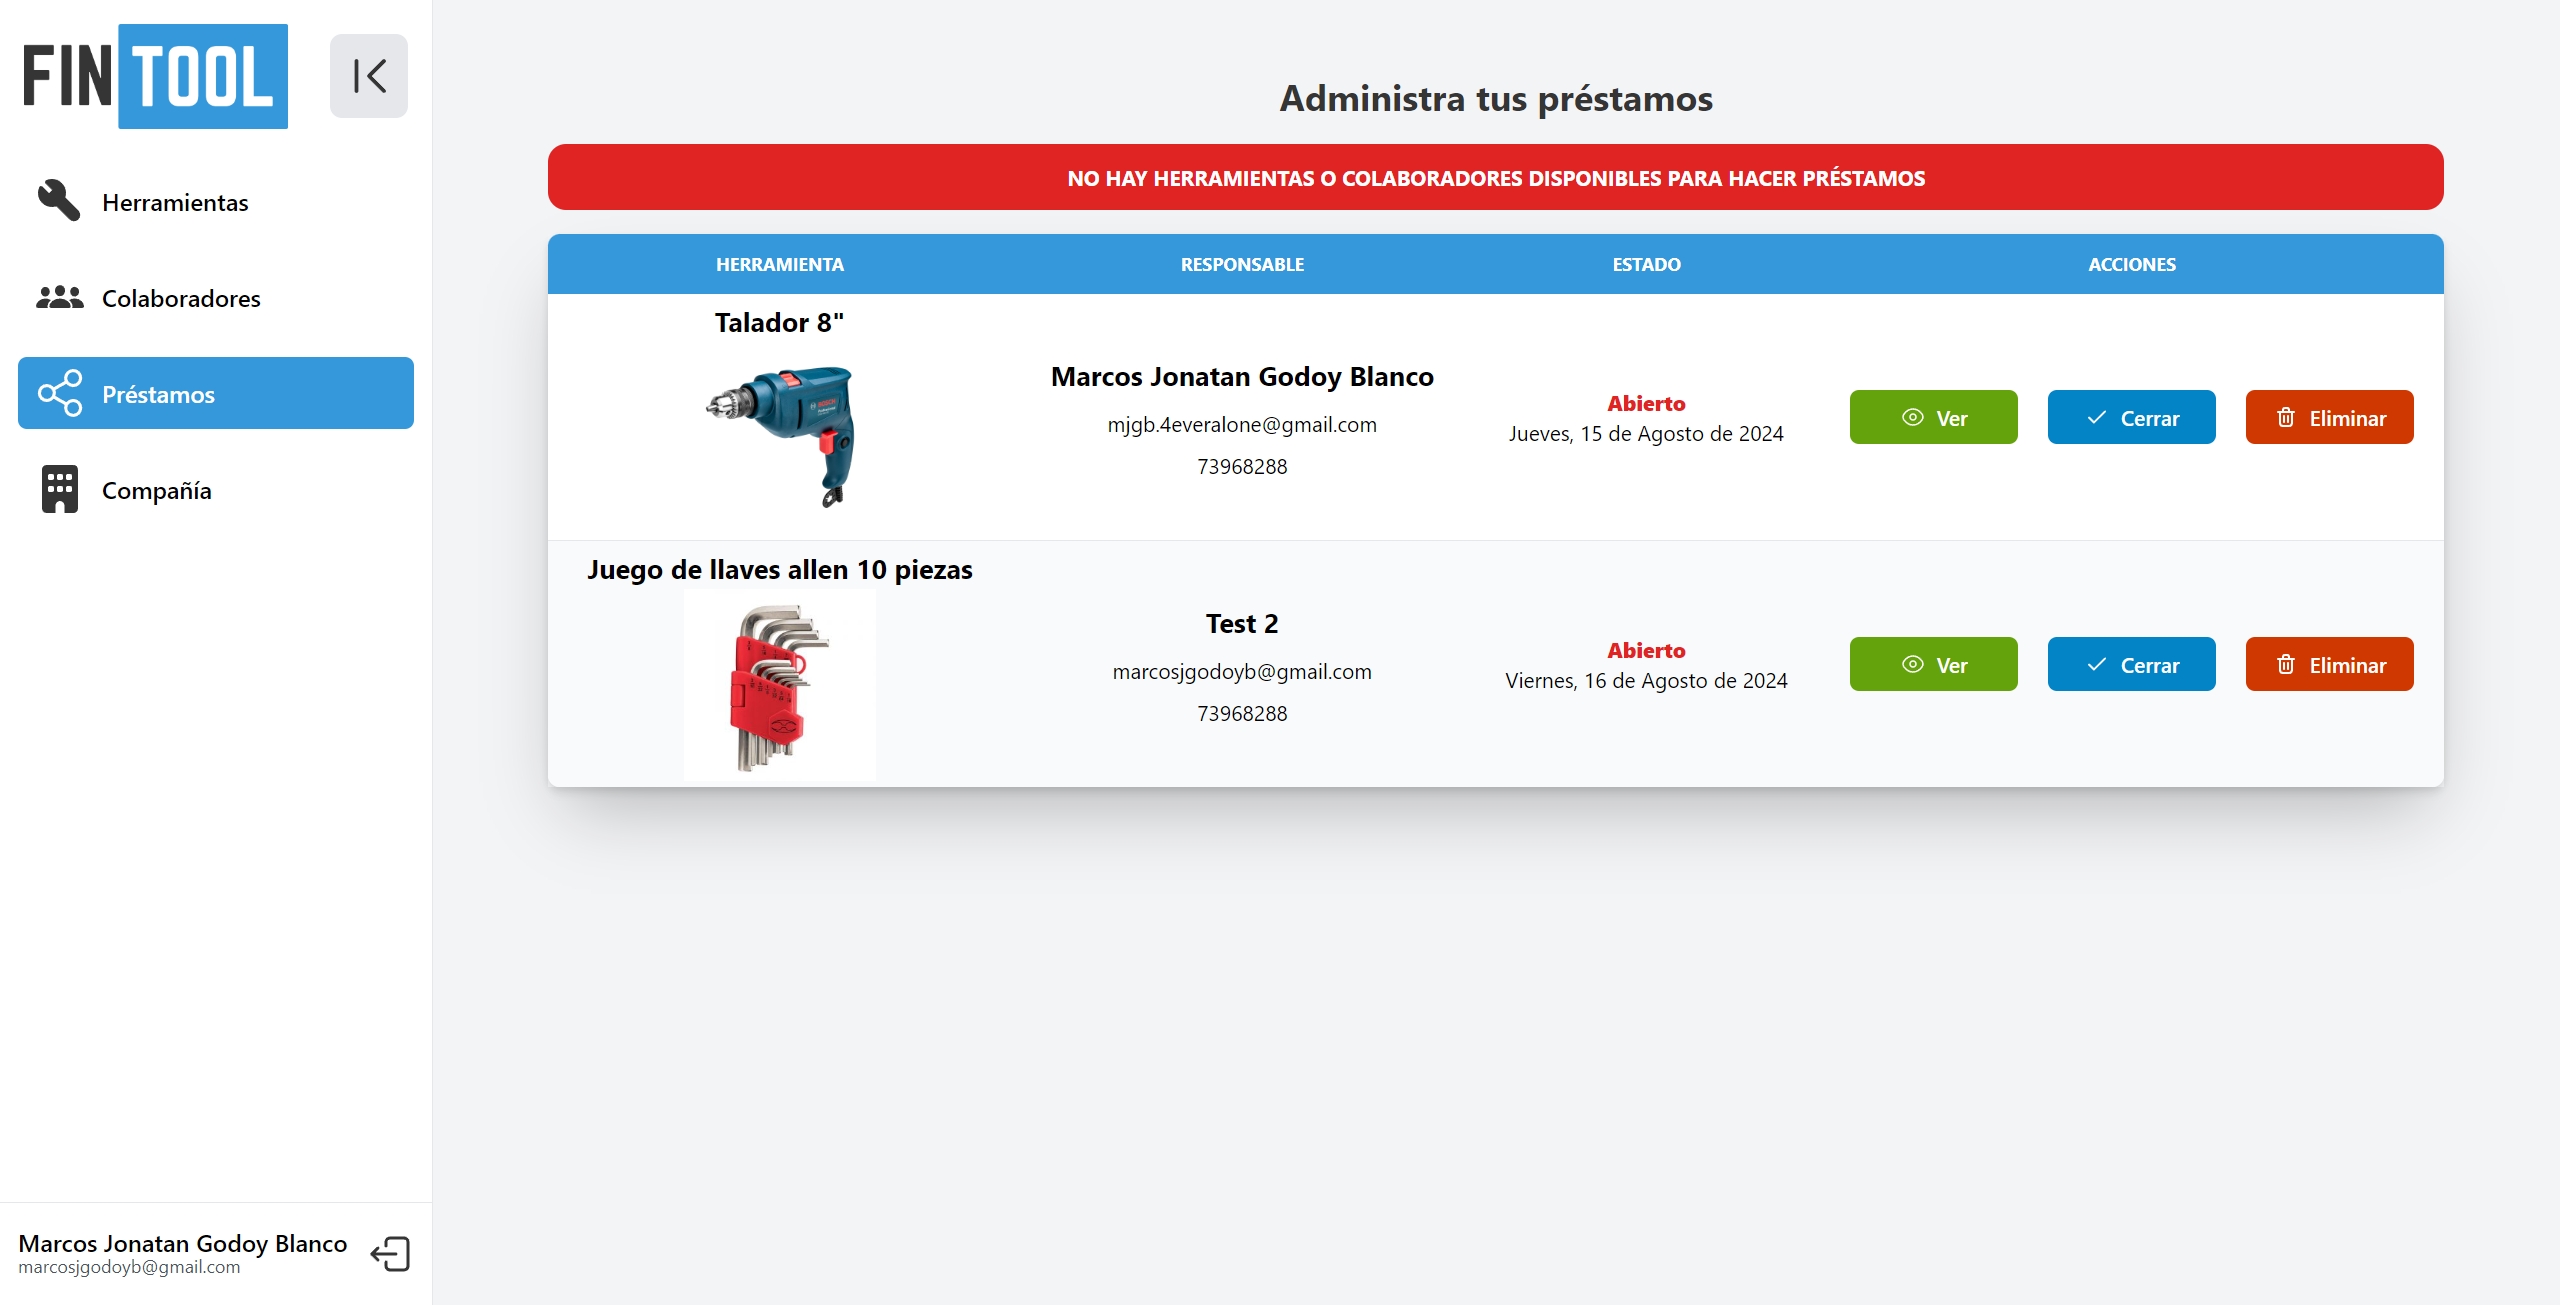 FINTOOL
Herramientas
Colaboradores
Préstamos
Compañía
Marcos Jonatan Godoy Blanco
marcosjgodoyb@gmail.com
Administra tus préstamos
NO HAY HERRAMIENTAS O COLABORADORES DISPONIBLES PARA HACER PRÉSTAMOS
HERRAMIENTA RESPONSABLE ESTADO ACCIONES
Talador 8"
Marcos Jonatan Godoy Blanco
mjgb.4everalone@gmail.com
73968288
Abierto
Jueves, 15 de Agosto de 2024
Ver Cerrar Eliminar
Juego de llaves allen 10 piezas
Test 2
marcosjgodoyb@gmail.com
73968288
Abierto
Viernes, 16 de Agosto de 2024
Ver Cerrar Eliminar